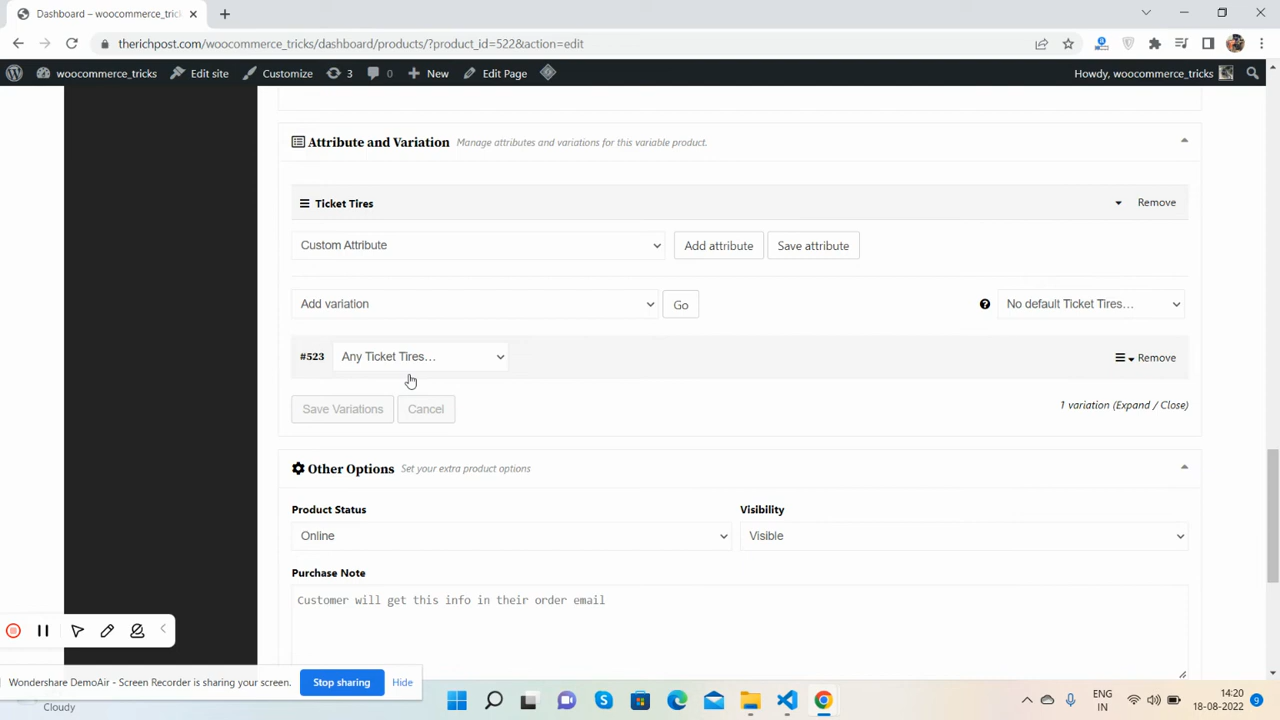 Dashboard – woocommerce_trick
therichpost.com/woocommerce_tricks/dashboard/products/?product_id=522&action=edit
woocommerce_tricks
Edit site
Customize
3
0
New
Edit Page
Howdy, woocommerce_tricks
Attribute and Variation
Manage attributes and variations for this variable product.
Ticket Tires
Remove
Custom Attribute
Add attribute
Save attribute
Add variation
Go
No default Ticket Tires…
#523
Any Ticket Tires…
Remove
Save Variations
Cancel
1 variation (Expand / Close)
Other Options
Set your extra product options
Product Status
Visibility
Online
Visible
Purchase Note
Customer will get this info in their order email
Wondershare DemoAir - Screen Recorder is sharing your screen.
Stop sharing
Hide
Cloudy
ENG
IN
14:20
18-08-2022
9